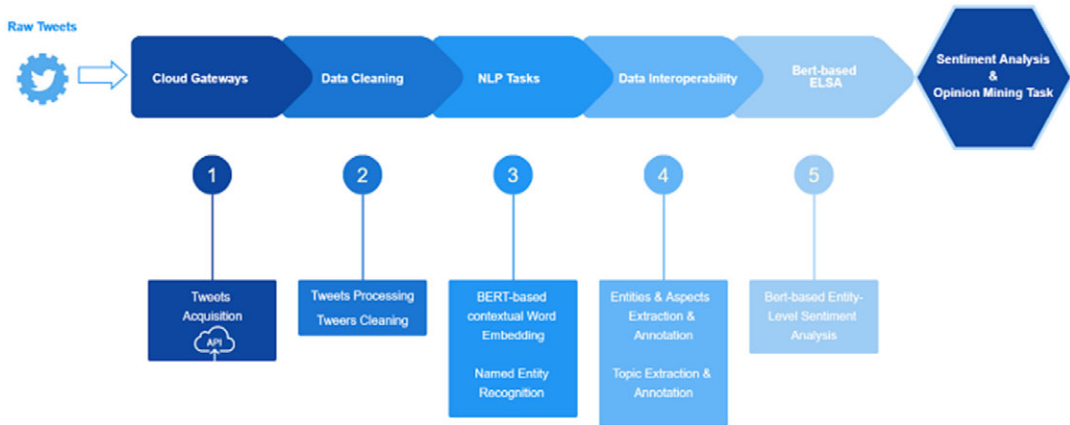 Raw Tweets
Cloud Gateways
Data Cleaning
NLP Tasks
Data Interoperability
Bert-based
ELSA
Sentiment Analysis
&
Opinion Mining Task
1
2
3
4
5
Tweets
Acquisition
API
Tweets Processing
Tweers Cleaning
BERT-based
contextual Word
Embedding
Named Entity
Recognition
Entities & Aspects
Extraction &
Annotation
Topic Extraction &
Annotation
Bert-based Entity-
Level Sentiment
Analysis